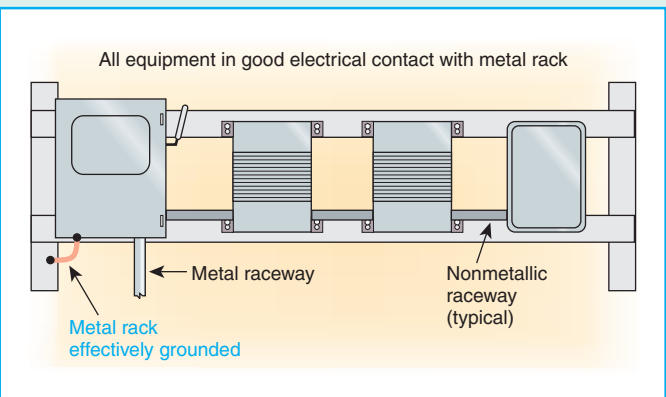 All equipment in good electrical contact with metal rack
Metal raceway
Nonmetallic
raceway
(typical)
Metal rack
effectively grounded